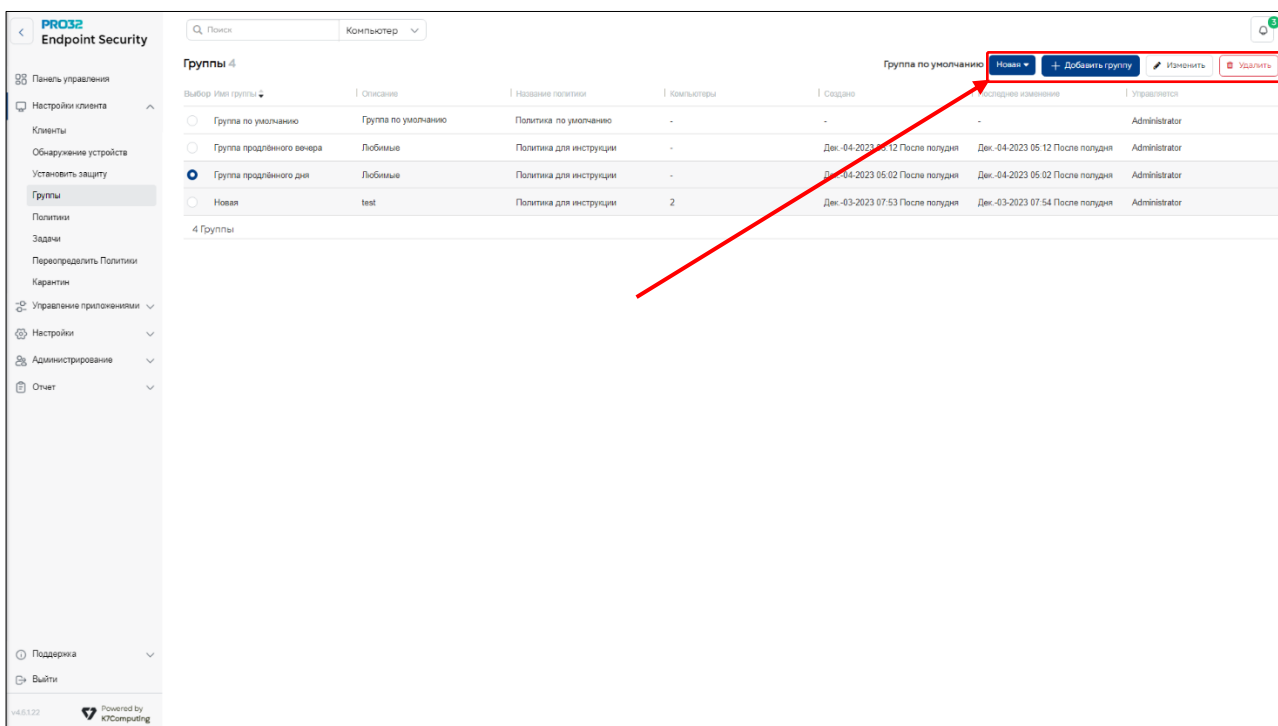 PRO32
Endpoint Security
Поиск
Компьютер
3
Группы 4
Группа по умолчанию Новая + Добавить группу Изменить Удалить
Панель управления
Настройки клиента
Клиенты
Обнаружение устройств
Установить защиту
Группы
Политики
Задачи
Переопределить Политики
Карантин
Управление приложениями
Настройки
Администрирование
Отчет
Выбор Имя группы Описание Название политики Компьютеры Создано Последнее изменение Управляется
Группа по умолчанию Группа по умолчанию Политика по умолчанию - - - Administrator
Группа продлённого вечера Любимые Политика для инструкции - Дек.-04-2023 05:12 После полудня Дек.-04-2023 05:12 После полудня Administrator
Группа продлённого дня Любимые Политика для инструкции - Дек.-04-2023 05:02 После полудня Дек.-04-2023 05:02 После полудня Administrator
Новая test Политика для инструкции 2 Дек.-03-2023 07:53 После полудня Дек.-03-2023 07:54 После полудня Administrator
4 Группы
Поддержка
Выйти
Powered by
K7Computing